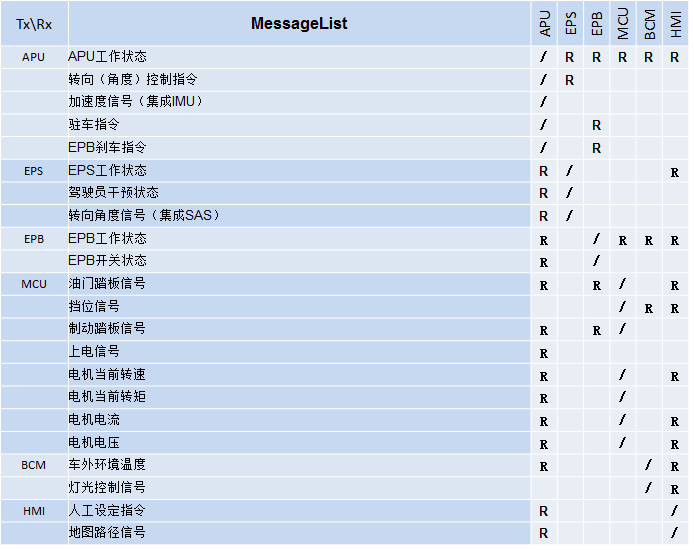 Tx\Rx MessageList APU EPS EPB MCU BCM HMI
APU APU工作状态 / R R R R R
转向（角度）控制指令 / R
加速度信号（集成IMU） /
驻车指令 / R
EPB刹车指令 / R
EPS EPS工作状态 R / R
驾驶员干预状态 R /
转向角度信号（集成SAS） R /
EPB EPB工作状态 R / R R R
EPB开关状态 R /
MCU 油门踏板信号 R R / R
挡位信号 / R R
制动踏板信号 R R /
上电信号 R
电机当前转速 R / R
电机当前转矩 R /
电机电流 R / R
电机电压 R / R
BCM 车外环境温度 R / R
灯光控制信号 / R
HMI 人工设定指令 R /
地图路径信号 R /